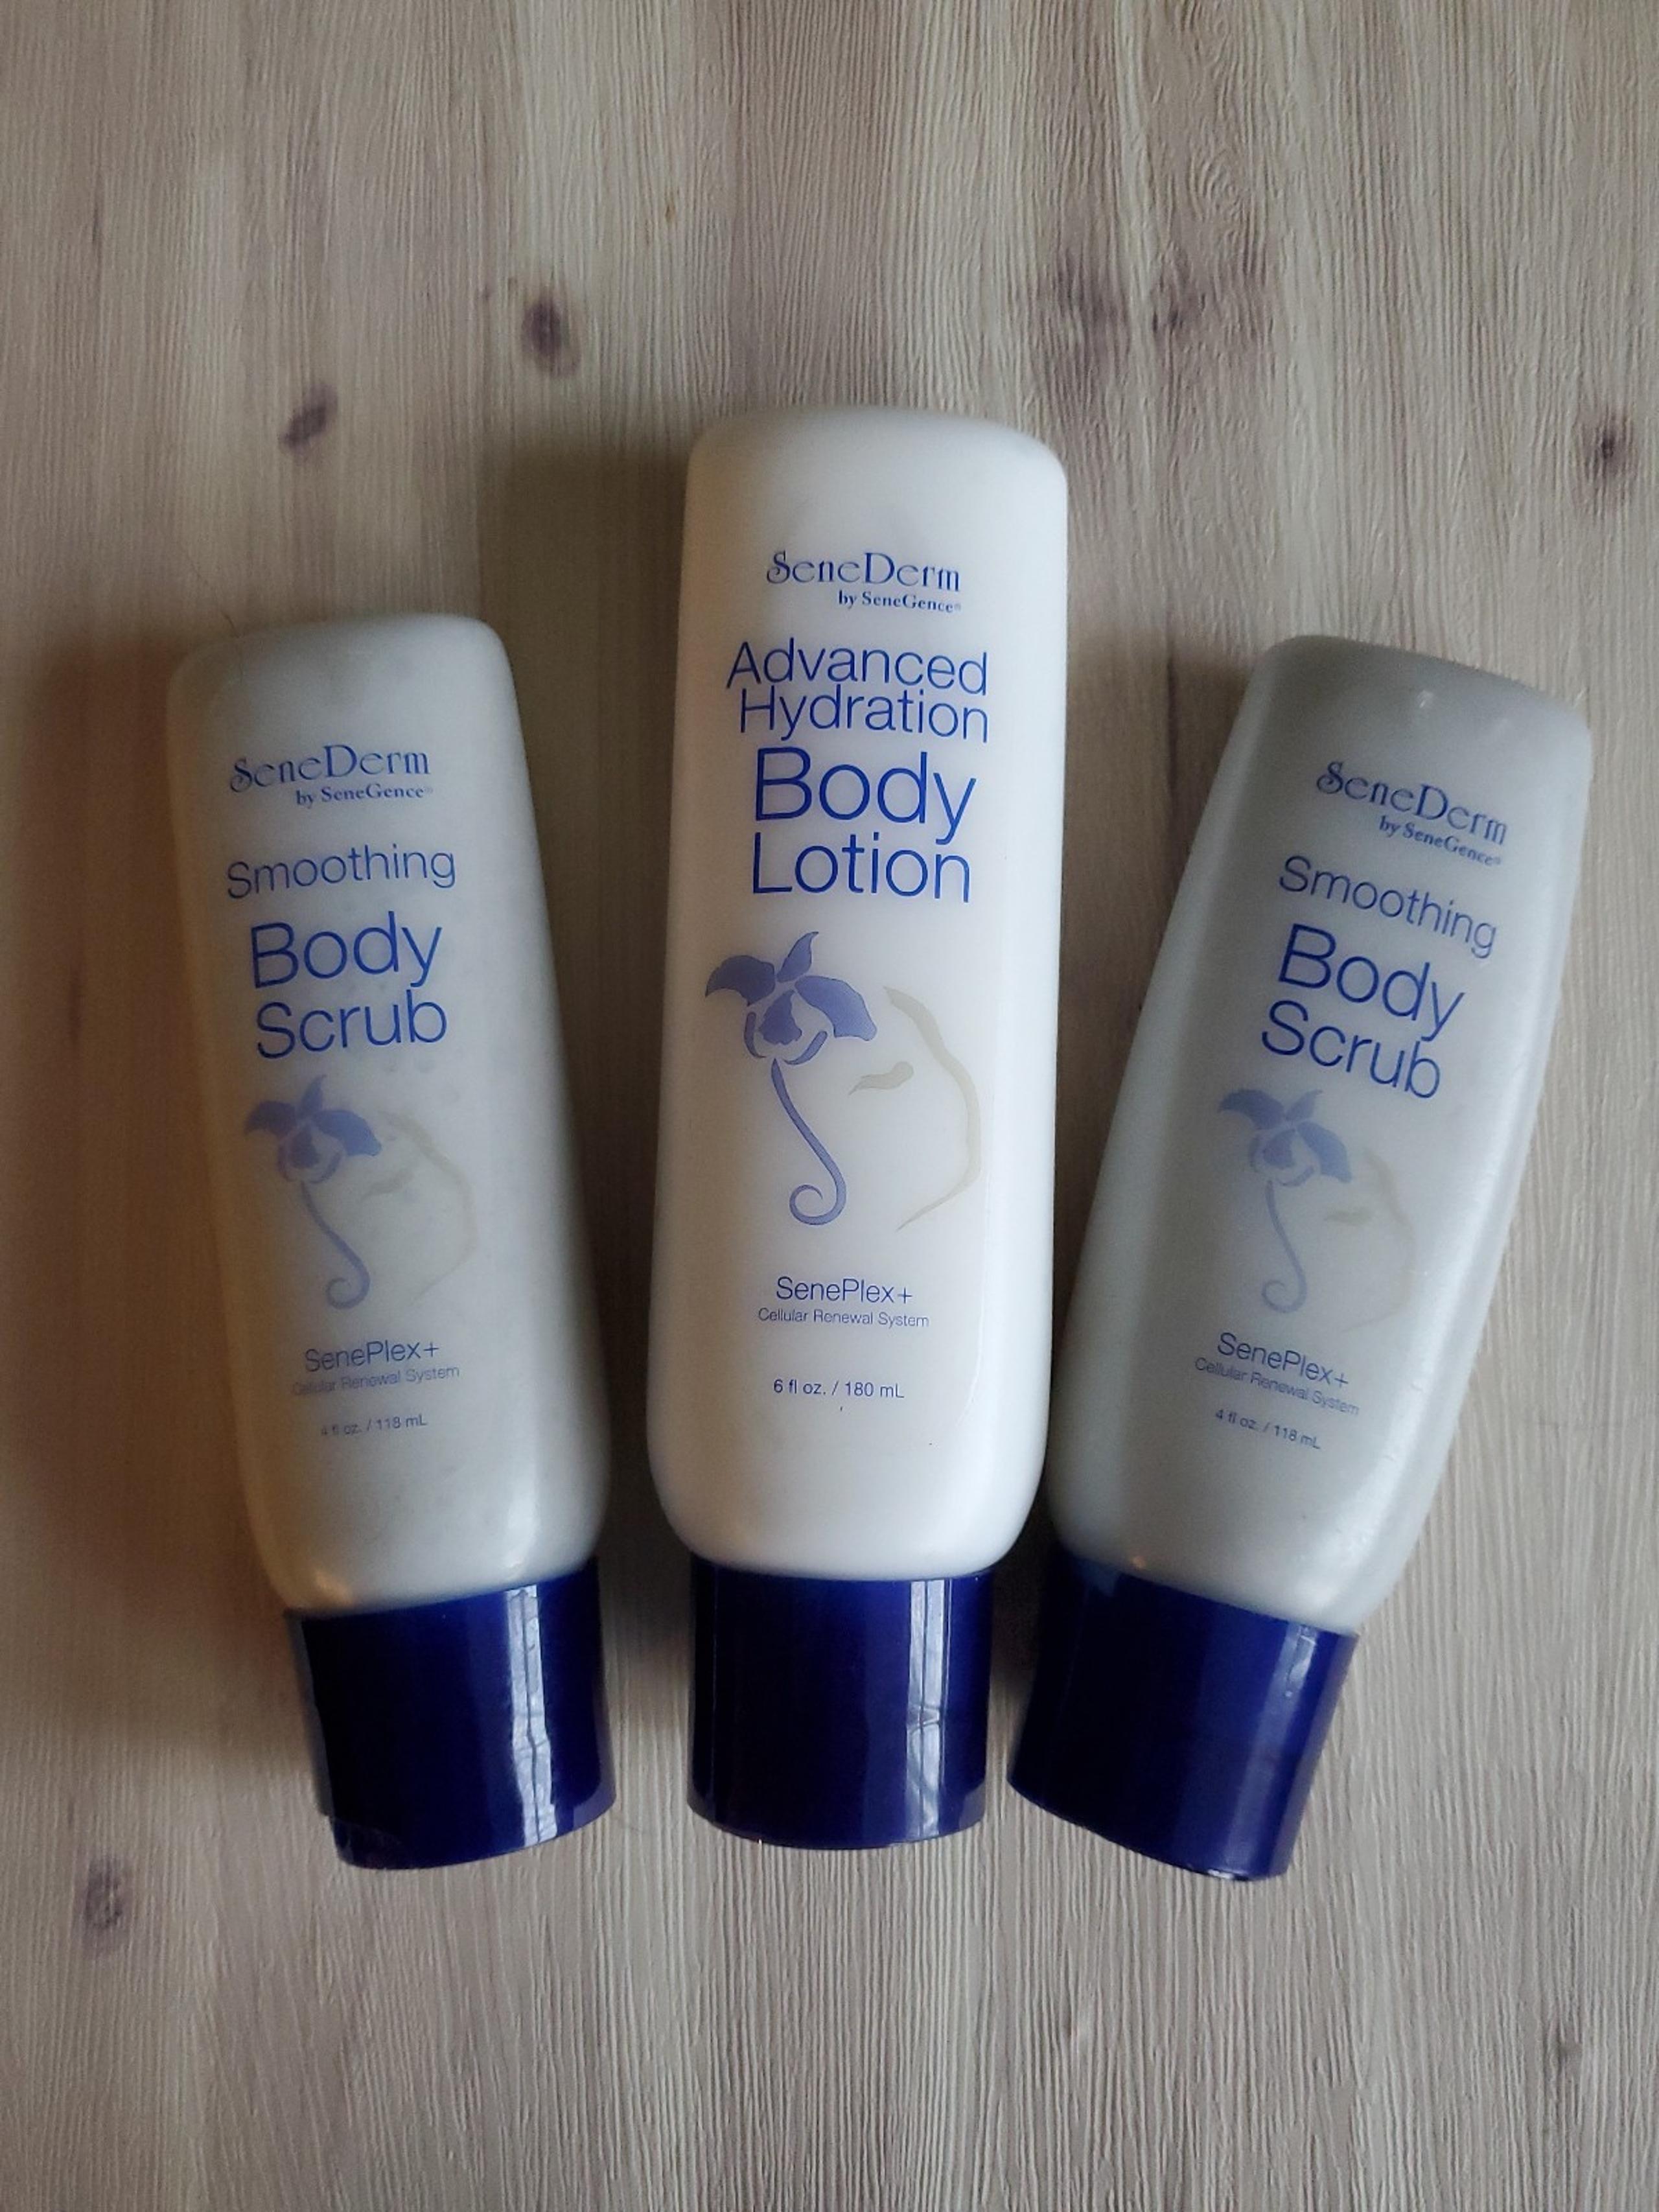 SeneDerm
by SeneGence®
Smoothing
Body
Scrub
SenePlex+
Cellular Renewal System
4 fl oz. / 118 mL
SeneDerm
by SeneGence®
Advanced
Hydration
Body
Lotion
SenePlex+
Cellular Renewal System
6 fl oz. / 180 mL
SeneDerm
by SeneGence®
Smoothing
Body
Scrub
SenePlex+
Cellular Renewal System
4 fl oz. / 118 mL